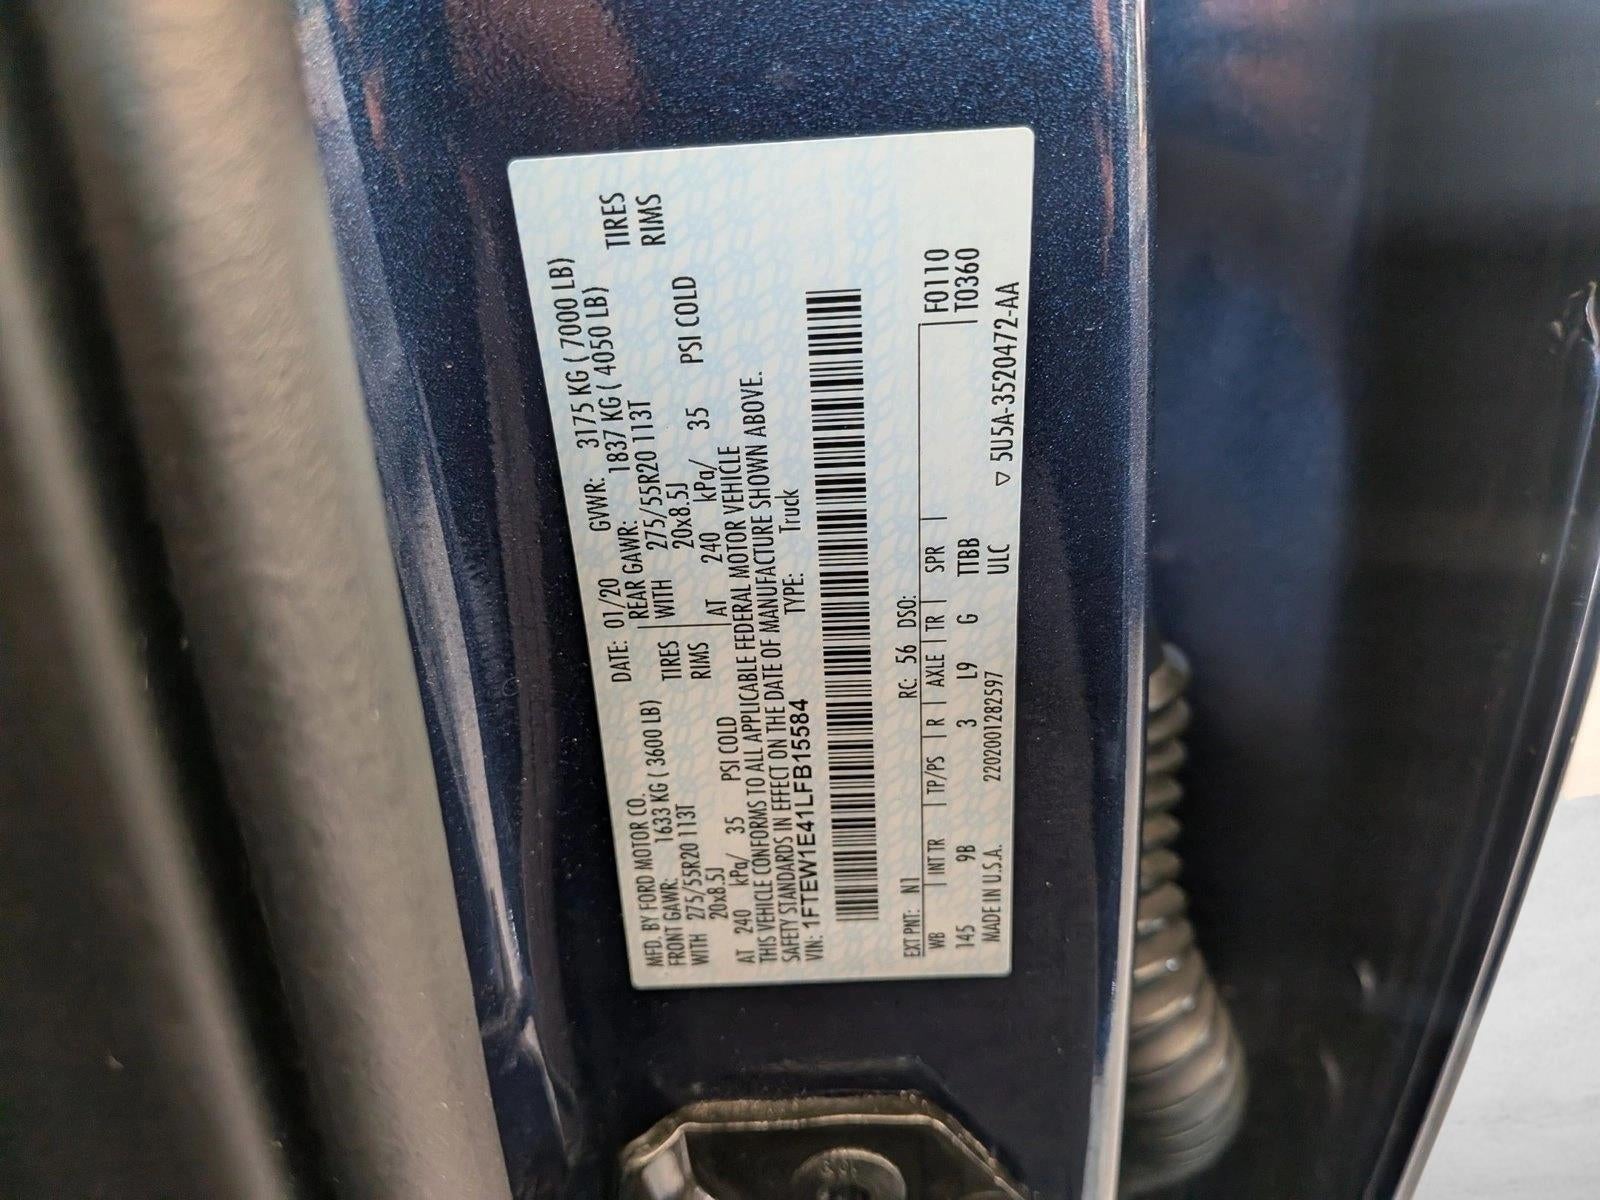 MFD. BY FORD MOTOR CO. DATE: 01/20 GVWR: 3175 KG ( 7000 LB)
FRONT GAWR: 1633 KG ( 3600 LB) REAR GAWR: 1837 KG ( 4050 LB)
WITH 275/55R20 113T TIRES WITH 275/55R20 113T TIRES
20x8.5J RIMS 20x8.5J RIMS
AT 240 kPa/ 35 PSI COLD AT 240 kPa/ 35 PSI COLD
THIS VEHICLE CONFORMS TO ALL APPLICABLE FEDERAL MOTOR VEHICLE
SAFETY STANDARDS IN EFFECT ON THE DATE OF MANUFACTURE SHOWN ABOVE.
VIN: 1FTEW1E41LFB15584 TYPE: Truck
EXT PNT: N1 RC: 56 DSO: F0110
WB INT TR TP/PS R AXLE TR SPR T0360
145 9B 3 L9 G TTBB
MADE IN U.S.A. 2202001282597 ULC ▽ 5U5A-3520472-AA